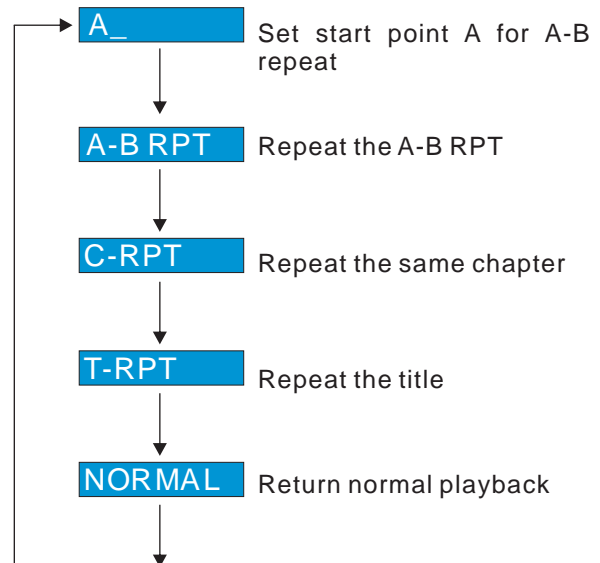 A_
Set start point A for A-B
repeat
A-B RPT
Repeat the A-B RPT
C-RPT
Repeat the same chapter
T-RPT
Repeat the title
NORMAL
Return normal playback